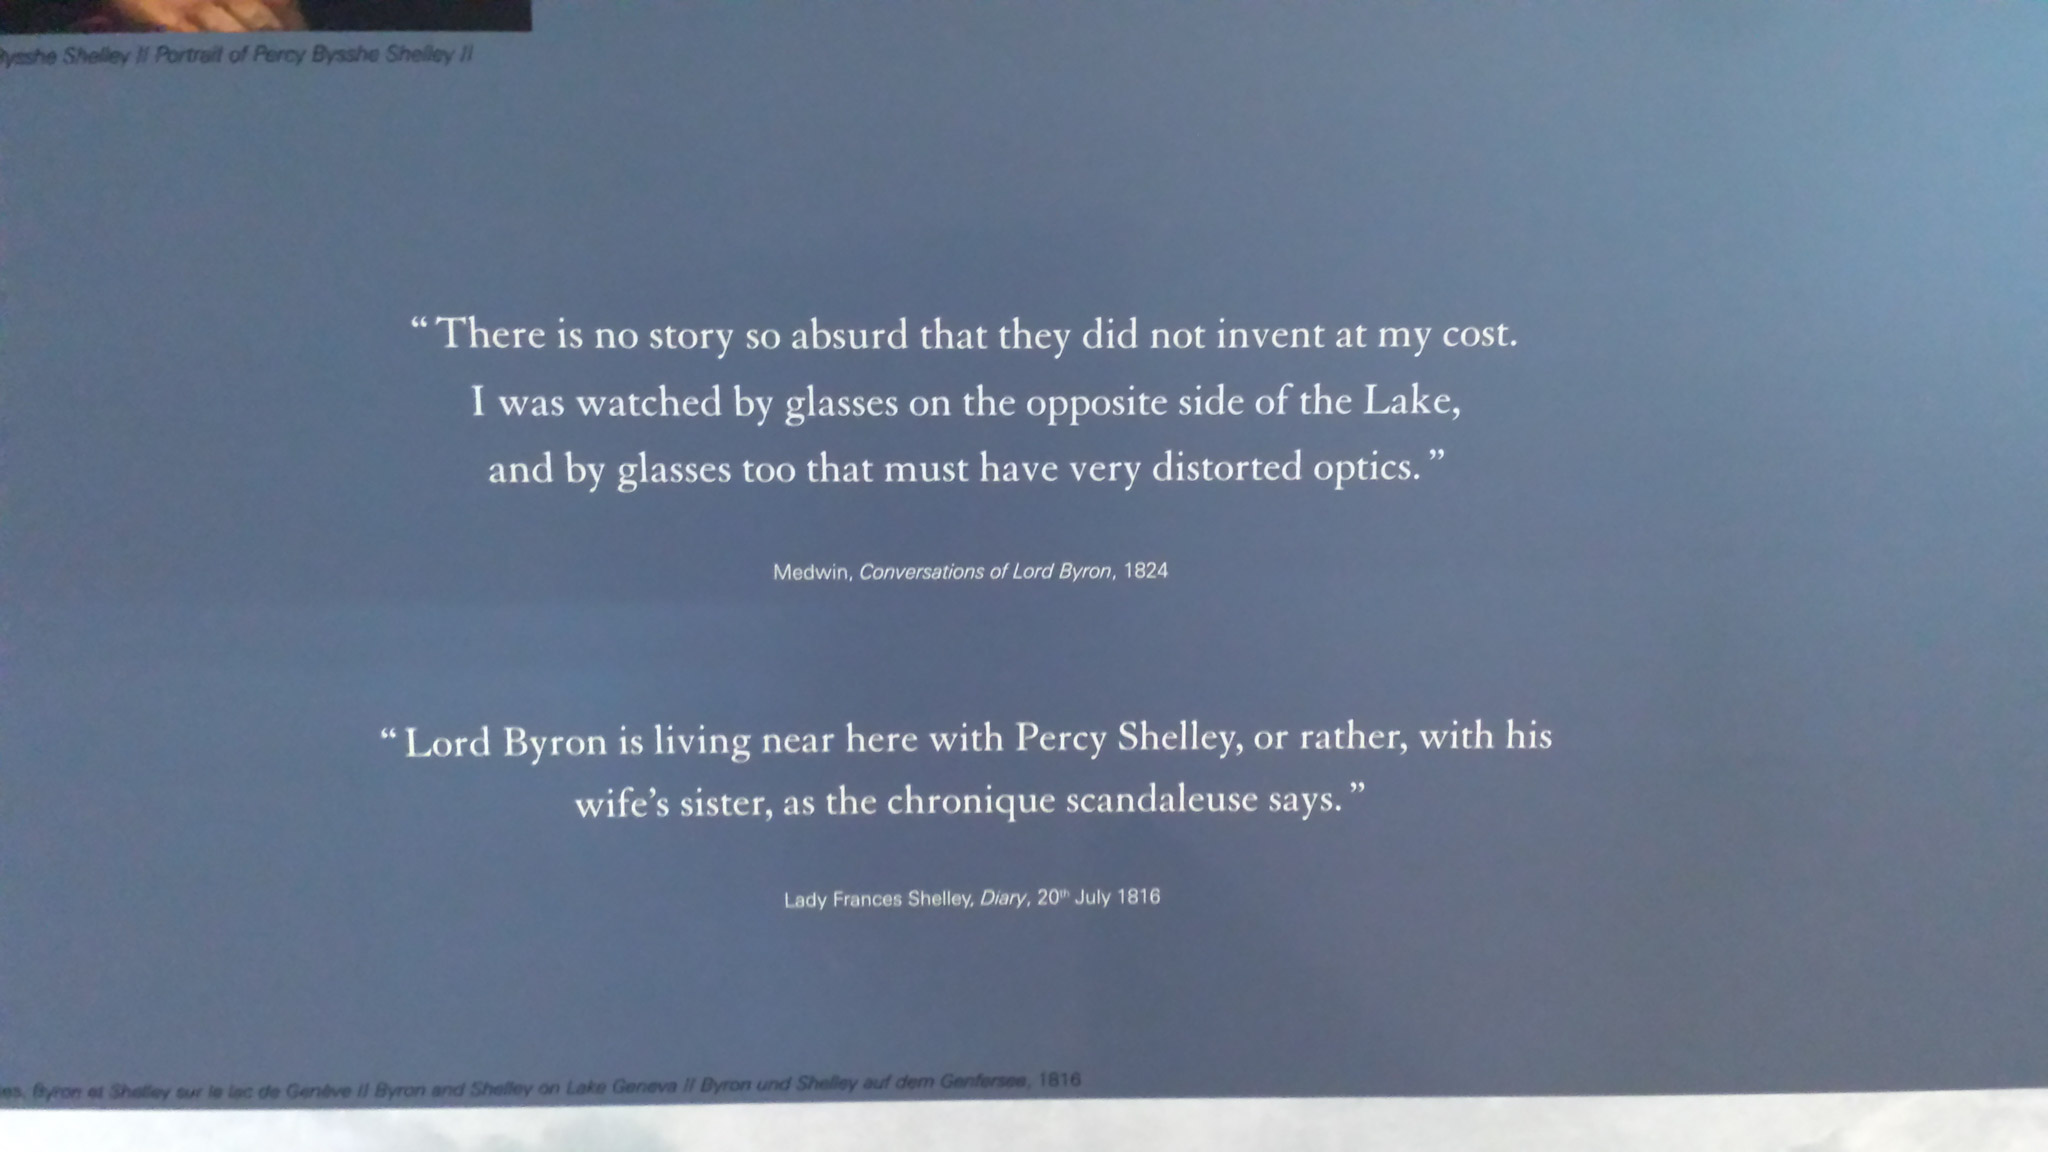 Bysshe Shelley // Portrait of Percy Bysshe Shelley //
“ There is no story so absurd that they did not invent at my cost.
I was watched by glasses on the opposite side of the Lake,
and by glasses too that must have very distorted optics. ”
Medwin, Conversations of Lord Byron, 1824
“ Lord Byron is living near here with Percy Shelley, or rather, with his
wife’s sister, as the chronique scandaleuse says. ”
Lady Frances Shelley, Diary, 20th July 1816
Byron et Shelley sur le lac de Genève // Byron and Shelley on Lake Geneva // Byron und Shelley auf dem Genfersee, 1816